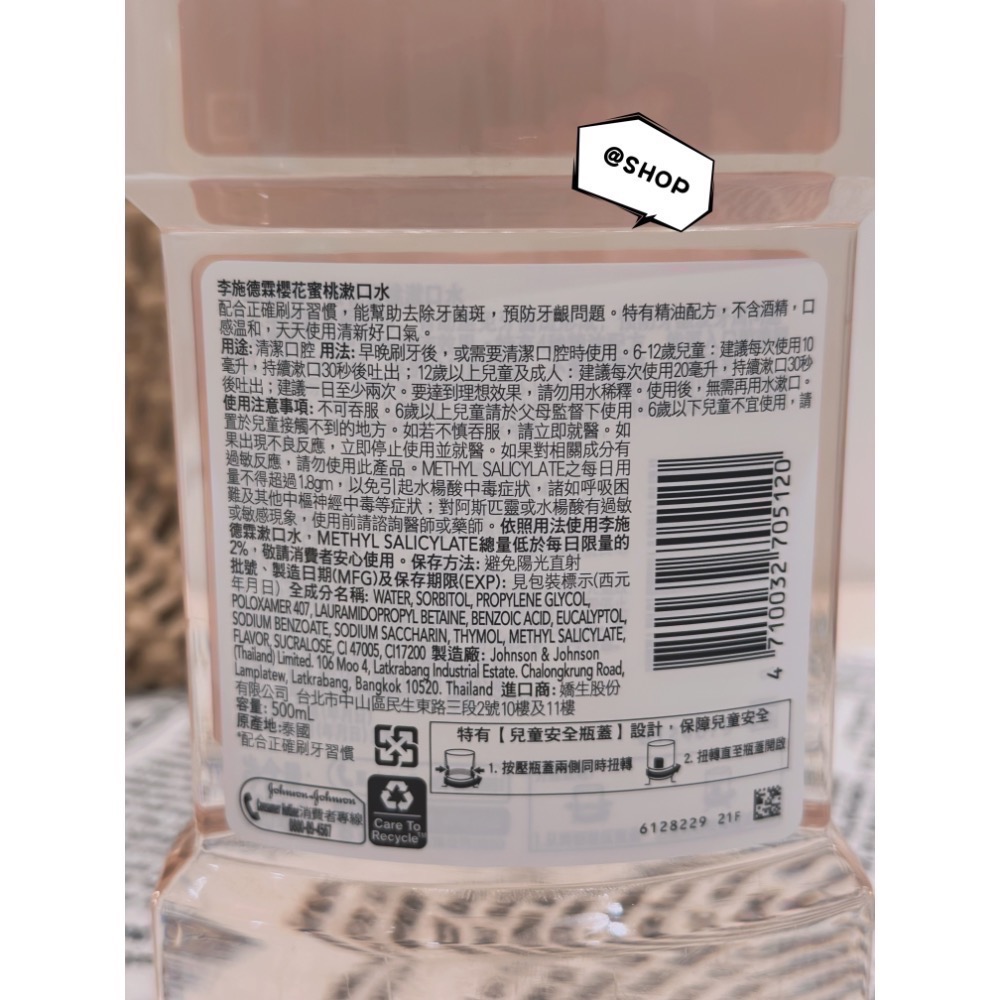 @SHOP
李施德霖櫻花蜜桃漱口水
配合正確刷牙習慣，能幫助去除牙菌斑，預防牙齦問題。特有精油配方，不含酒精，口
感溫和，天天使用清新好口氣。
用途: 清潔口腔 用法: 早晚刷牙後，或需要清潔口腔時使用。6-12歲兒童：建議每次使用10
毫升，持續漱口30秒後吐出；12歲以上兒童及成人：建議每次使用20毫升，持續漱口30秒
後吐出；建議一日至少兩次。要達到理想效果，請勿用水稀釋。使用後，無需再用水漱口。
使用注意事項: 不可吞服。6歲以上兒童請於父母監督下使用。6歲以下兒童不宜使用，請
置於兒童接觸不到的地方。如若不慎吞服，請立即就醫。如
果出現不良反應，立即停止使用並就醫。如果對相關成分有
過敏反應，請勿使用此產品。METHYL SALICYLATE之每日用
量不得超過1.8gm，以免引起水楊酸中毒症狀，諸如呼吸困
難及其他中樞神經中毒等症狀；對阿斯匹靈或水楊酸有過敏
或敏感現象，使用前請諮詢醫師或藥師。依照用法使用李施
德霖漱口水，METHYL SALICYLATE總量低於每日限量的
2%，敬請消費者安心使用。保存方法: 避免陽光直射
批號、製造日期(MFG)及保存期限(EXP): 見包裝標示(西元
年月日) 全成分名稱: WATER, SORBITOL, PROPYLENE GLYCOL,
POLOXAMER 407, LAURAMIDOPROPYL BETAINE, BENZOIC ACID, EUCALYPTOL,
SODIUM BENZOATE, SODIUM SACCHARIN, THYMOL, METHYL SALICYLATE,
FLAVOR, SUCRALOSE, CI 47005, CI17200 製造廠: Johnson & Johnson
(Thailand) Limited. 106 Moo 4, Latkrabang Industrial Estate. Chalongkrung Road,
Lamplatew, Latkrabang, Bangkok 10520. Thailand 進口商: 嬌生股份
有限公司 台北市中山區民生東路三段2號10樓及11樓
容量: 500mL
原產地:泰國
*配合正確刷牙習慣
4 710032 705120
特有【兒童安全瓶蓋】設計，保障兒童安全
1. 按壓瓶蓋兩側同時扭轉
2. 扭轉直至瓶蓋開啟
Johnson & Johnson
消費者專線
Care To
Recycle™
6128229 21F